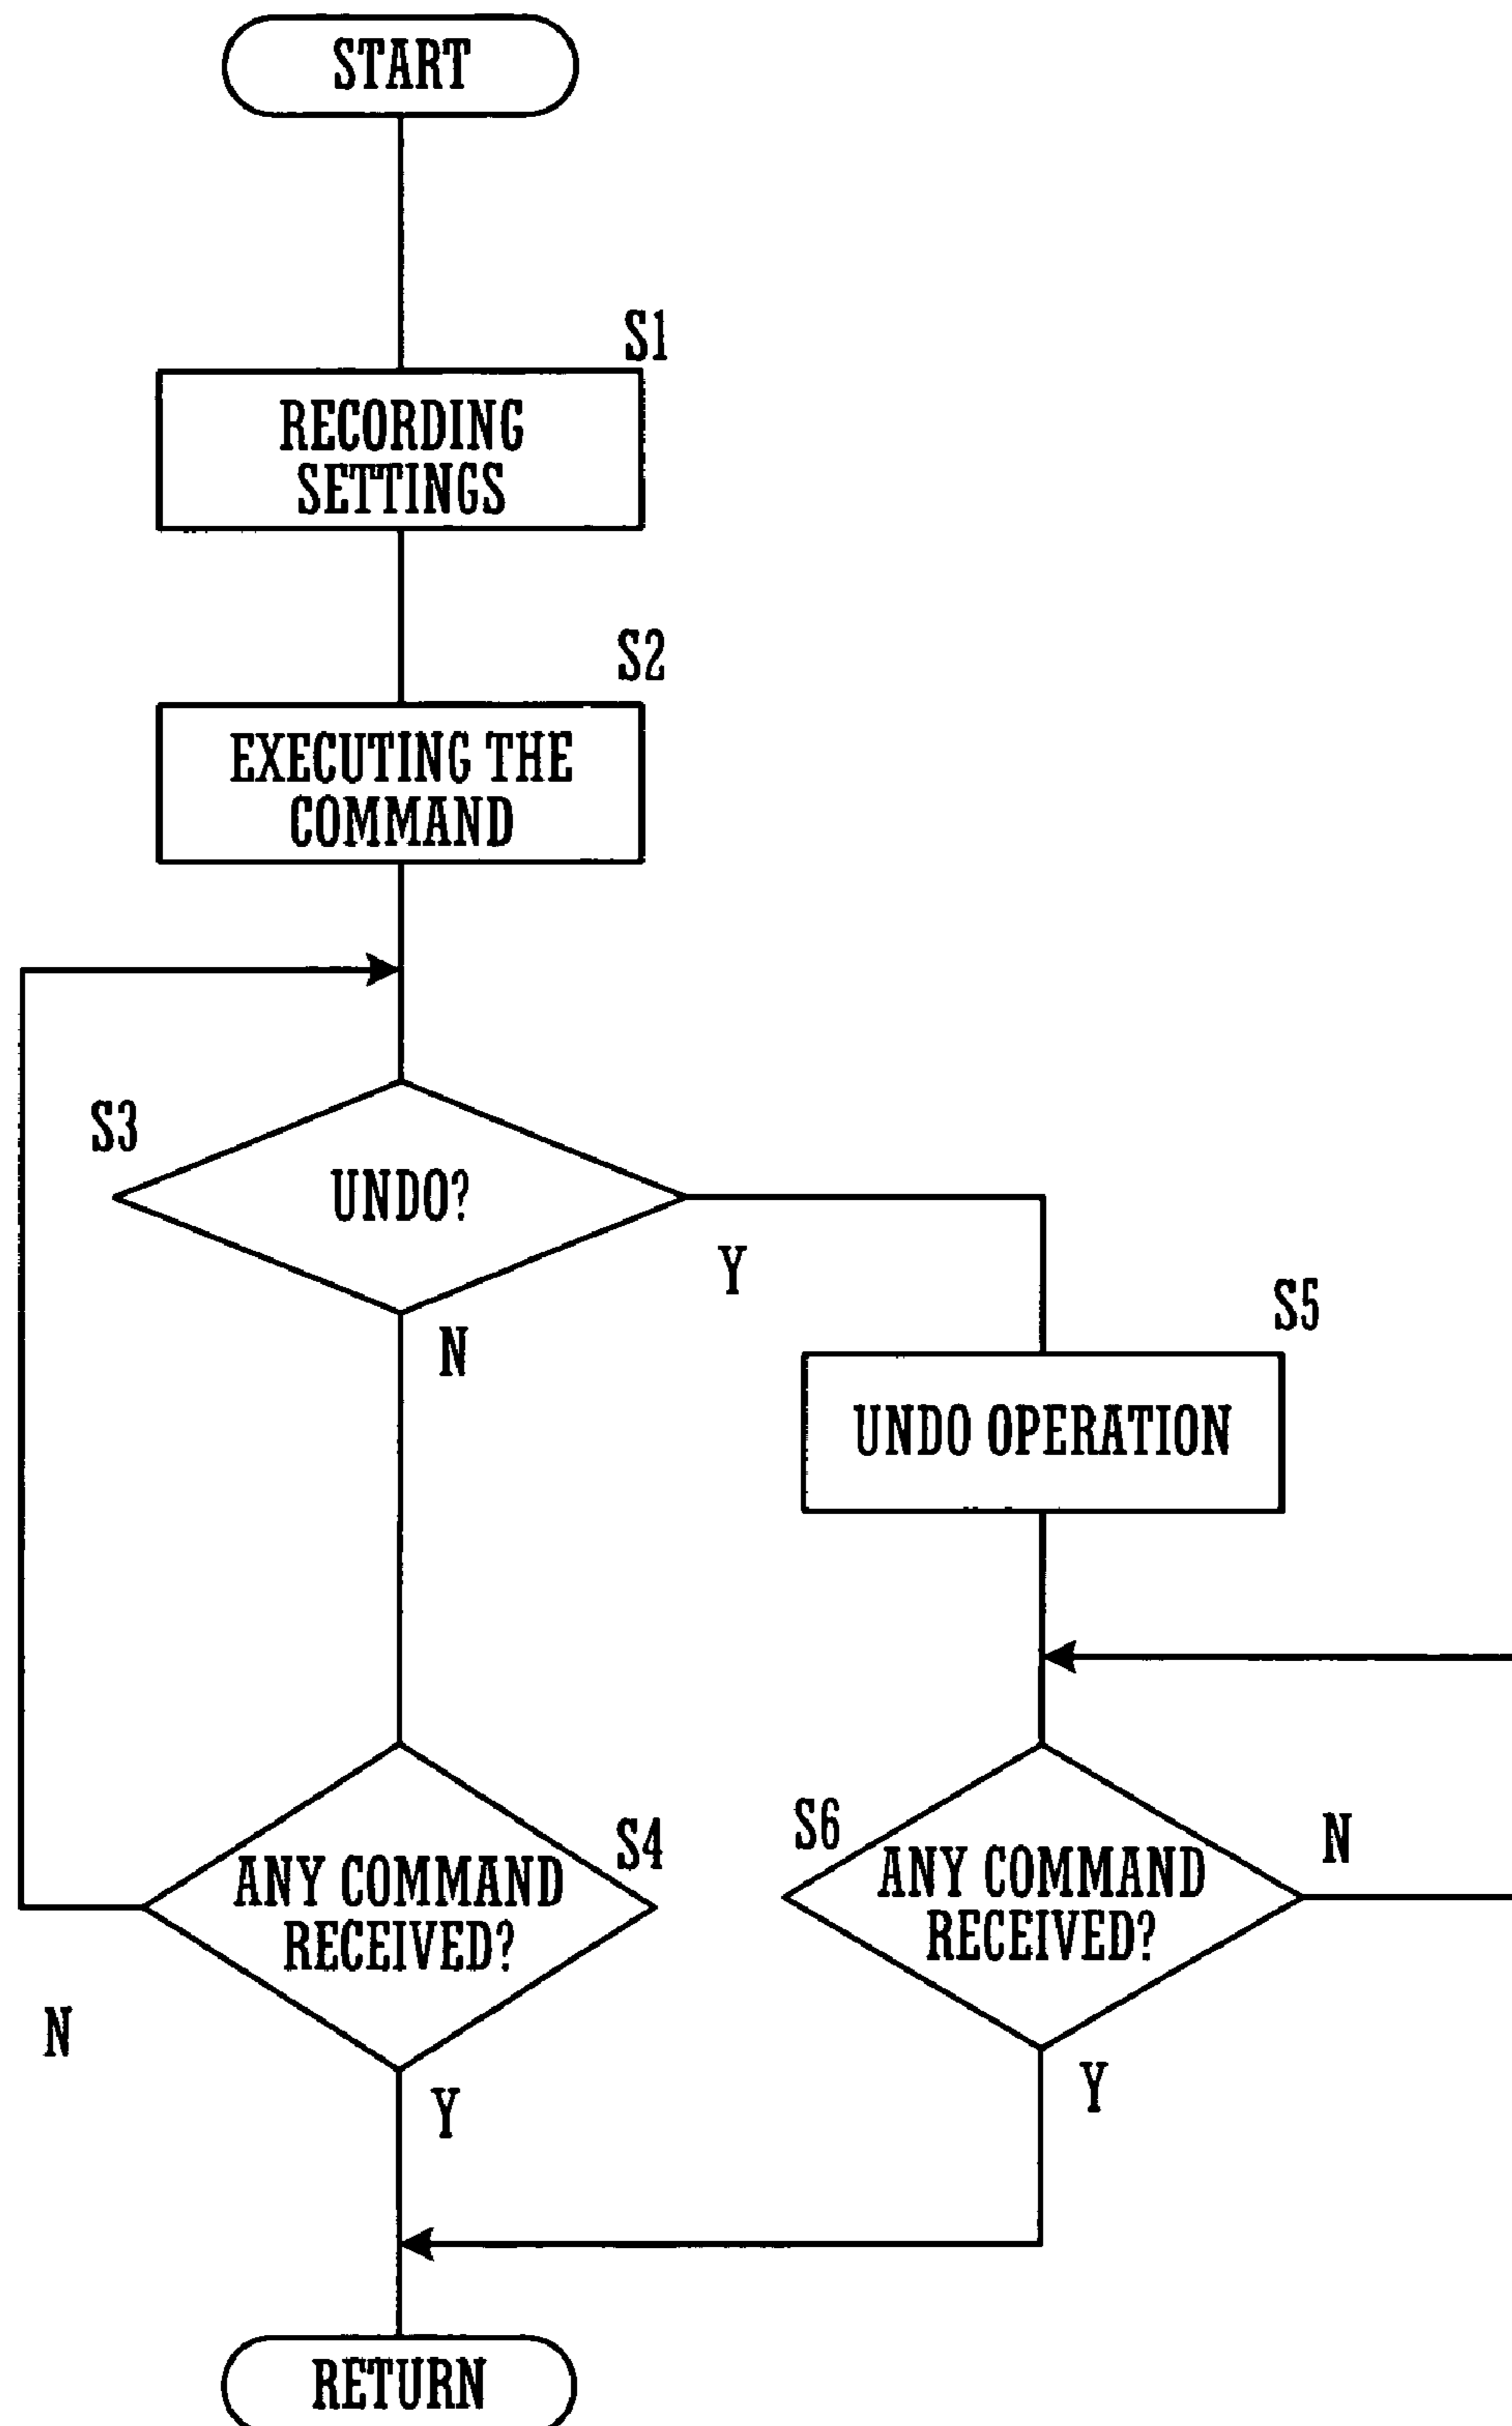 START
S1
RECORDING
SETTINGS
S2
EXECUTING THE
COMMAND
S3
UNDO?
Y
N
S5
UNDO OPERATION
S4
ANY COMMAND
RECEIVED?
N
Y
S6
ANY COMMAND
RECEIVED?
N
Y
RETURN